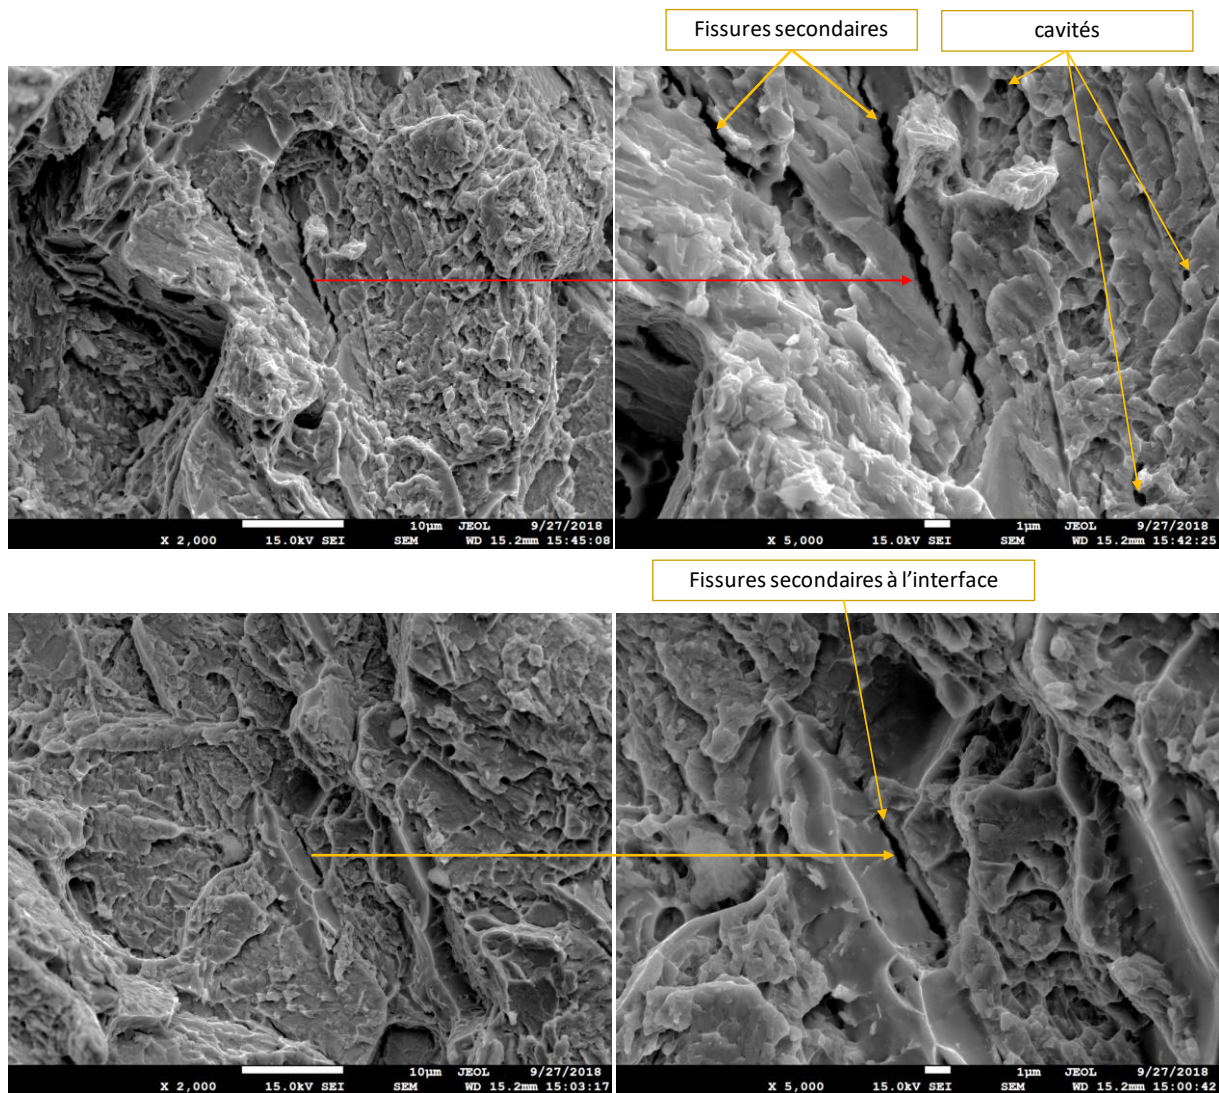 Fissures secondaires
cavités
10μm JEOL 9/27/2018
X 2,000 15.0kV SEI SEM WD 15.2mm 15:45:08
1μm JEOL 9/27/2018
X 5,000 15.0kV SEI SEM WD 15.2mm 15:42:25
Fissures secondaires à l’interface
10μm JEOL 9/27/2018
X 2,000 15.0kV SEI SEM WD 15.2mm 15:03:17
1μm JEOL 9/27/2018
X 5,000 15.0kV SEI SEM WD 15.2mm 15:00:42